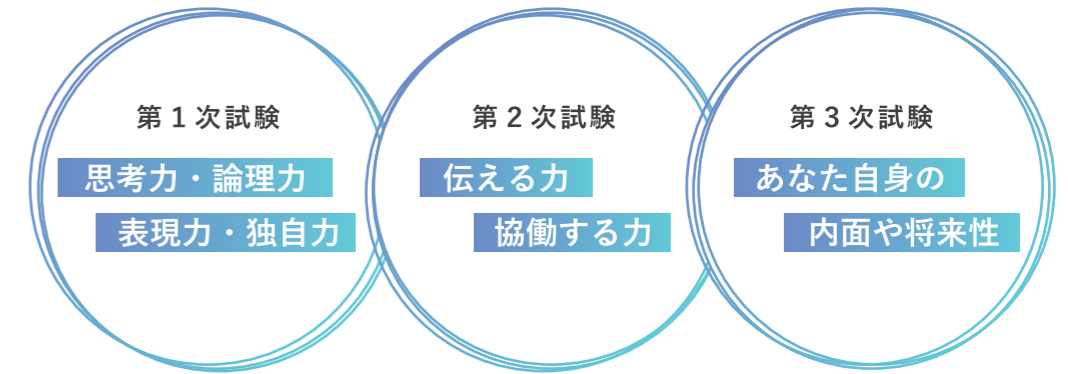 第1次試験
思考力・論理力
表現力・独自力
第2次試験
伝える力
協働する力
第3次試験
あなた自身の
内面や将来性